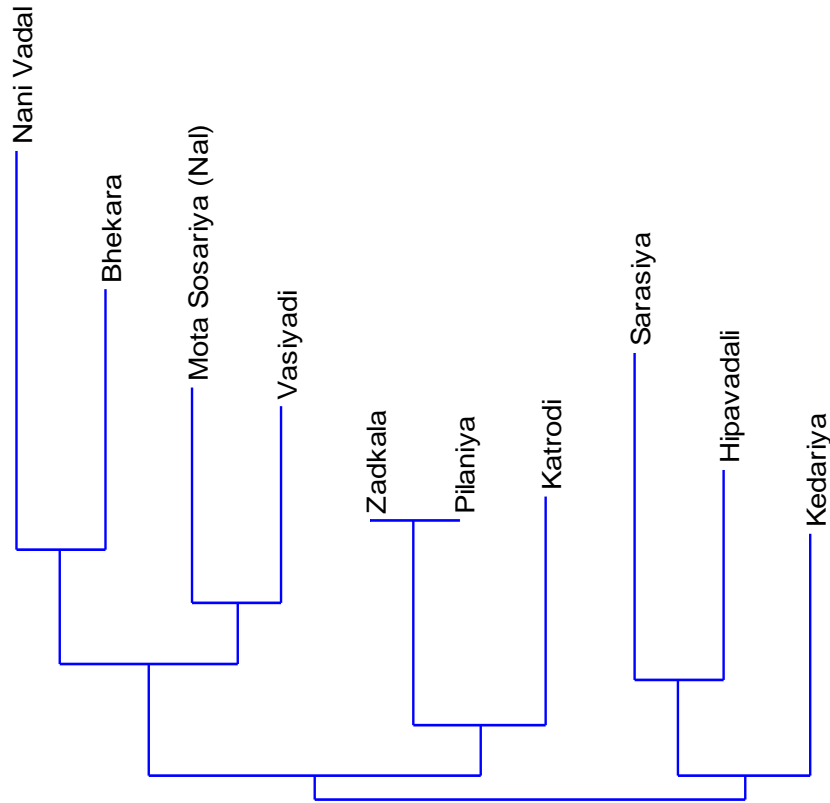 Nani Vadal
Bhekara
Mota Sosariya (Nal)
Vasiyadi
Zadkala
Pilaniya
Katrodi
Sarasiya
Hipavadali
Kedariya